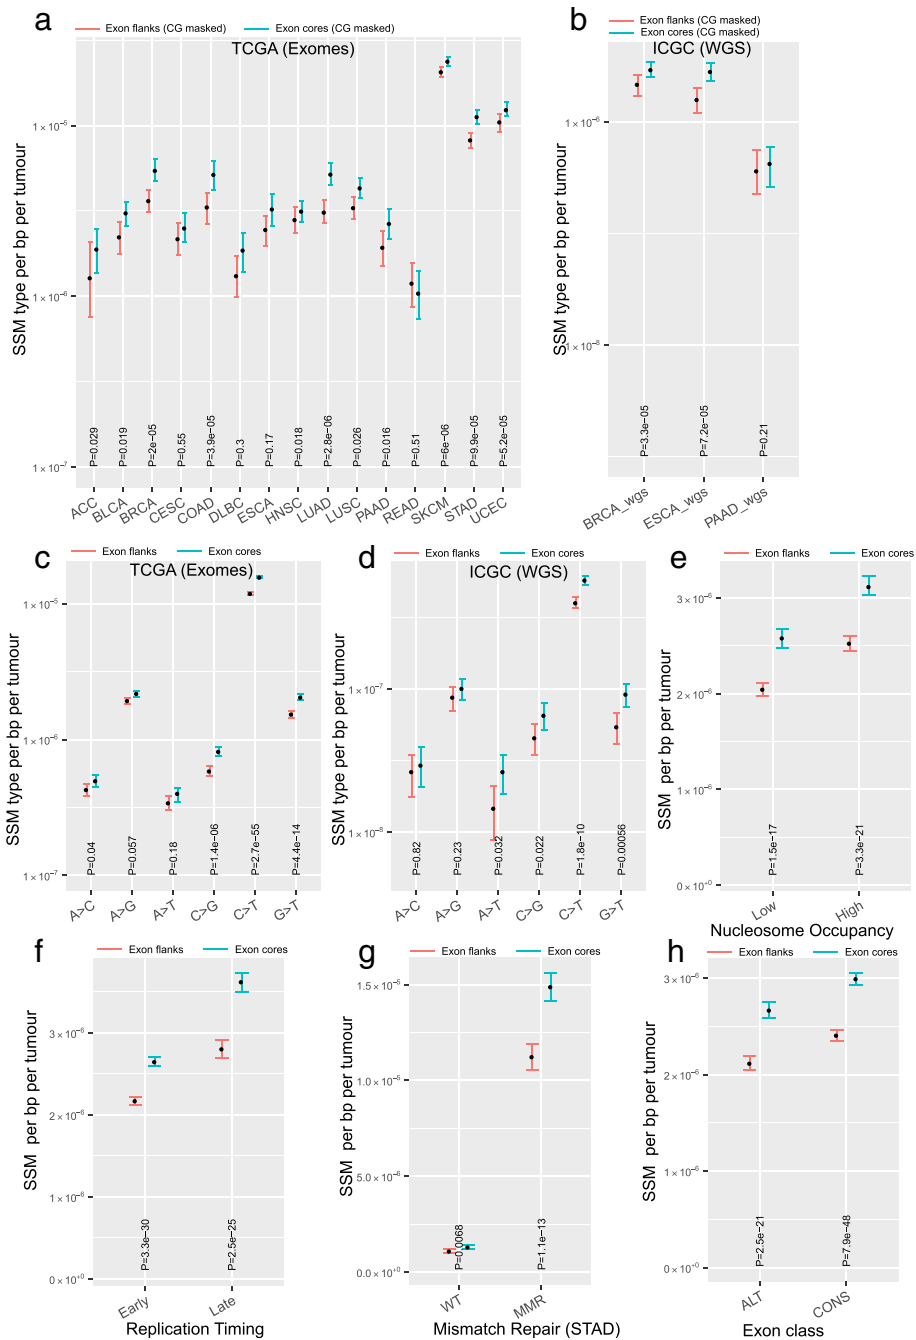 a
Exon flanks (CG masked) Exon cores (CG masked)
TCGA (Exomes)
SSM type per bp per tumour
1 × 10⁻⁵
1 × 10⁻⁶
1 × 10⁻⁷
P=0.029 P=0.019 P=2e−05 P=0.55 P=3.9e−05 P=0.3 P=0.17 P=0.018 P=2.8e−06 P=0.026 P=0.016 P=0.51 P=6e−06 P=9.9e−05 P=5.2e−05
ACC BLCA BRCA CESC COAD DLBC ESCA HNSC LUAD LUSC PAAD READ SKCM STAD UCEC
b
Exon flanks (CG masked)
Exon cores (CG masked)
ICGC (WGS)
SSM type per bp per tumour
1 × 10⁻⁶
1 × 10⁻⁸
P=3.3e−05 P=7.2e−05 P=0.21
BRCA_wgs ESCA_wgs PAAD_wgs
c
Exon flanks Exon cores
TCGA (Exomes)
SSM type per bp per tumour
1 × 10⁻⁵
1 × 10⁻⁶
1 × 10⁻⁷
P=0.04 P=0.057 P=0.18 P=1.4e−06 P=2.7e−55 P=4.4e−14
A>C A>G A>T C>G C>T G>T
d
Exon flanks Exon cores
ICGC (WGS)
SSM type per bp per tumour
1 × 10⁻⁷
1 × 10⁻⁸
P=0.82 P=0.23 P=0.032 P=0.022 P=1.8e−10 P=0.00056
A>C A>G A>T C>G C>T G>T
e
Exon flanks Exon cores
SSM per bp per tumour
3 × 10⁻⁶
2 × 10⁻⁶
1 × 10⁻⁶
0 × 10⁺⁰
P=1.5e−17 P=3.3e−21
Low High
Nucleosome Occupancy
f
Exon flanks Exon cores
SSM per bp per tumour
3 × 10⁻⁶
2 × 10⁻⁶
1 × 10⁻⁶
0 × 10⁺⁰
P=3.3e−30 P=2.5e−25
Early Late
Replication Timing
g
Exon flanks Exon cores
SSM per bp per tumour
1.5 × 10⁻⁵
1.0 × 10⁻⁵
5.0 × 10⁻⁶
0.0 × 10⁺⁰
P=0.0068 P=1.1e−13
WT MMR
Mismatch Repair (STAD)
h
Exon flanks Exon cores
SSM per bp per tumour
3 × 10⁻⁶
2 × 10⁻⁶
1 × 10⁻⁶
0 × 10⁺⁰
P=2.5e−21 P=7.9e−48
ALT CONS
Exon class